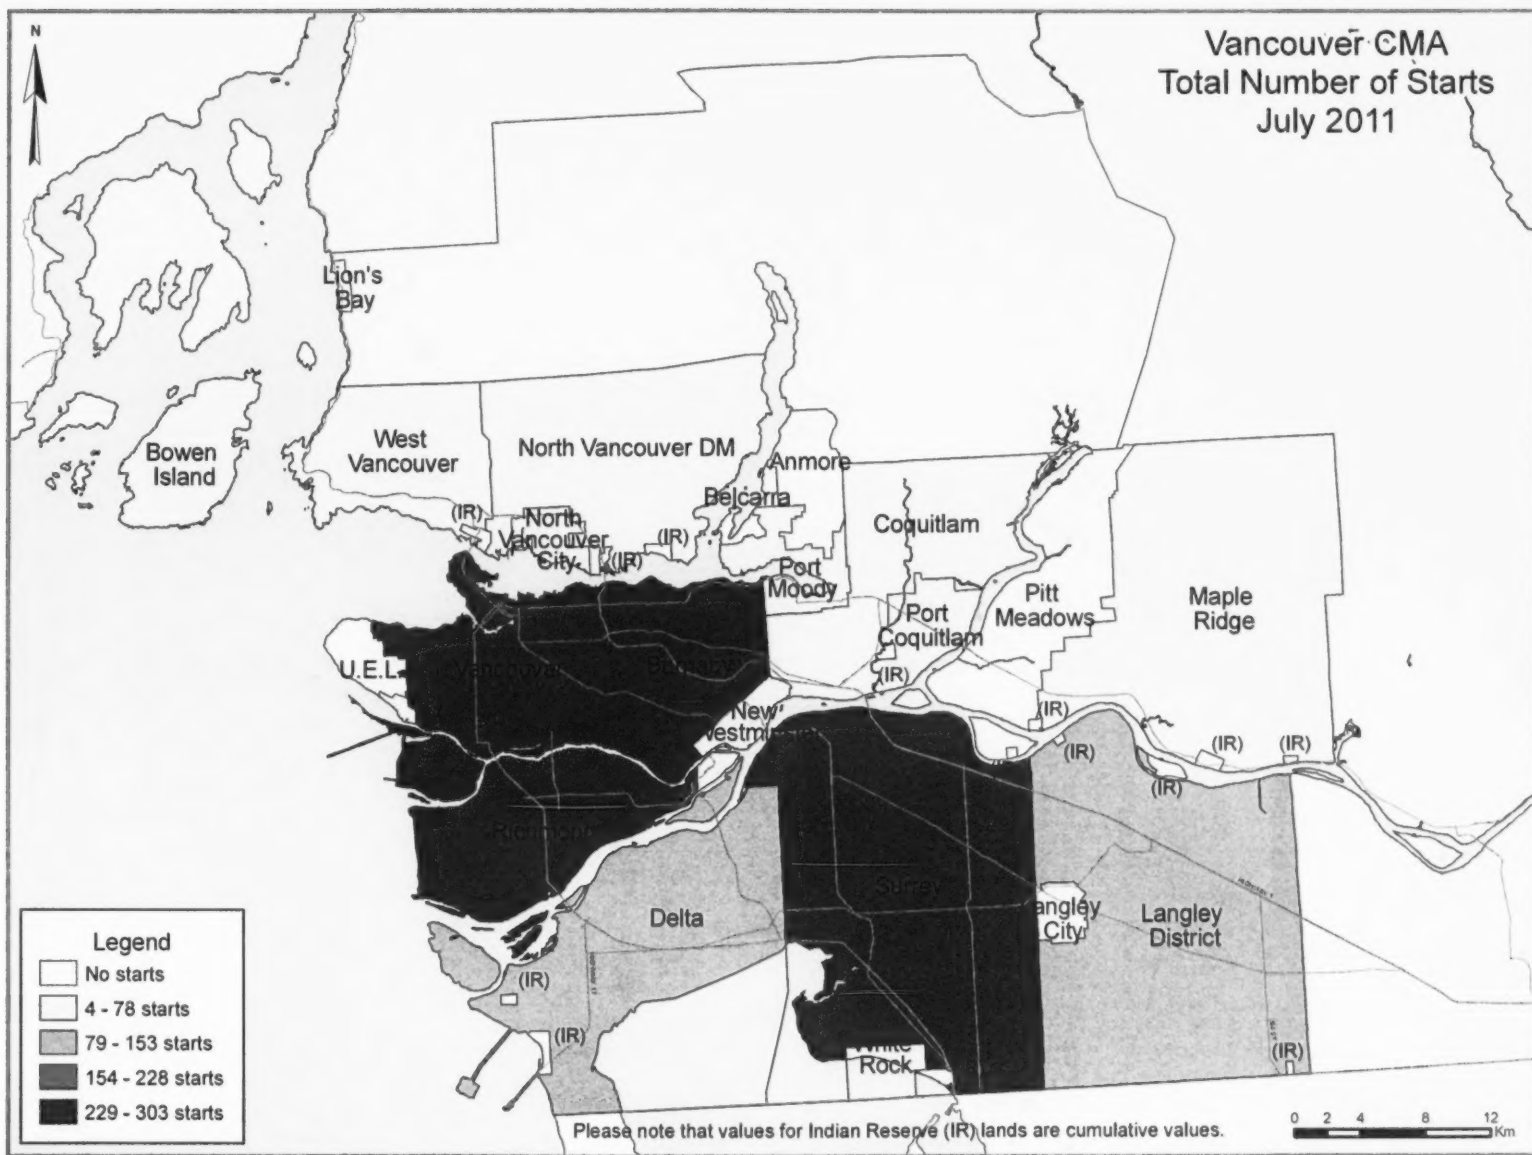 N
Vancouver CMA
Total Number of Starts
July 2011
Lion's
Bay
Bowen
Island
West
Vancouver
North Vancouver DM
Anmore
Belcarra
Coquitlam
(IR)
North
Vancouver
City
(IR)
(IR)
Port
Moody
Port
Coquitlam
Pitt
Meadows
Maple
Ridge
U.E.L.
Vancouver
Burnaby
(IR)
New
Westminster
(IR)
(IR)
(IR)
(IR)
(IR)
Richmond
Surrey
Delta
Langley
City
Langley
District
(IR)
(IR)
(IR)
White
Rock
Legend
No starts
4 - 78 starts
79 - 153 starts
154 - 228 starts
229 - 303 starts
Please note that values for Indian Reserve (IR) lands are cumulative values.
0 2 4 8 12
Km